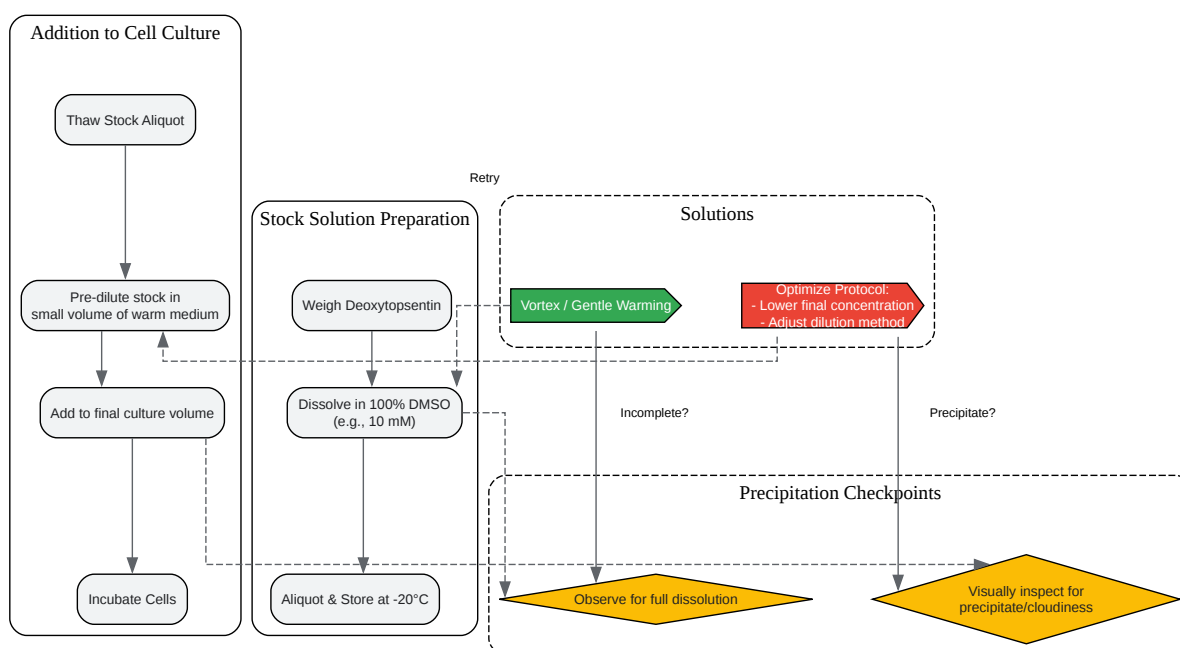 Addition to Cell Culture
Thaw Stock Aliquot
Pre-dilute stock in
small volume of warm medium
Add to final culture volume
Incubate Cells
Stock Solution Preparation
Weigh Deoxytopsentin
Dissolve in 100% DMSO
(e.g., 10 mM)
Aliquot & Store at -20°C
Retry
Solutions
Vortex / Gentle Warming
Optimize Protocol:
- Lower final concentration
- Adjust dilution method
Incomplete?
Precipitate?
Precipitation Checkpoints
Observe for full dissolution
Visually inspect for
precipitate/cloudiness